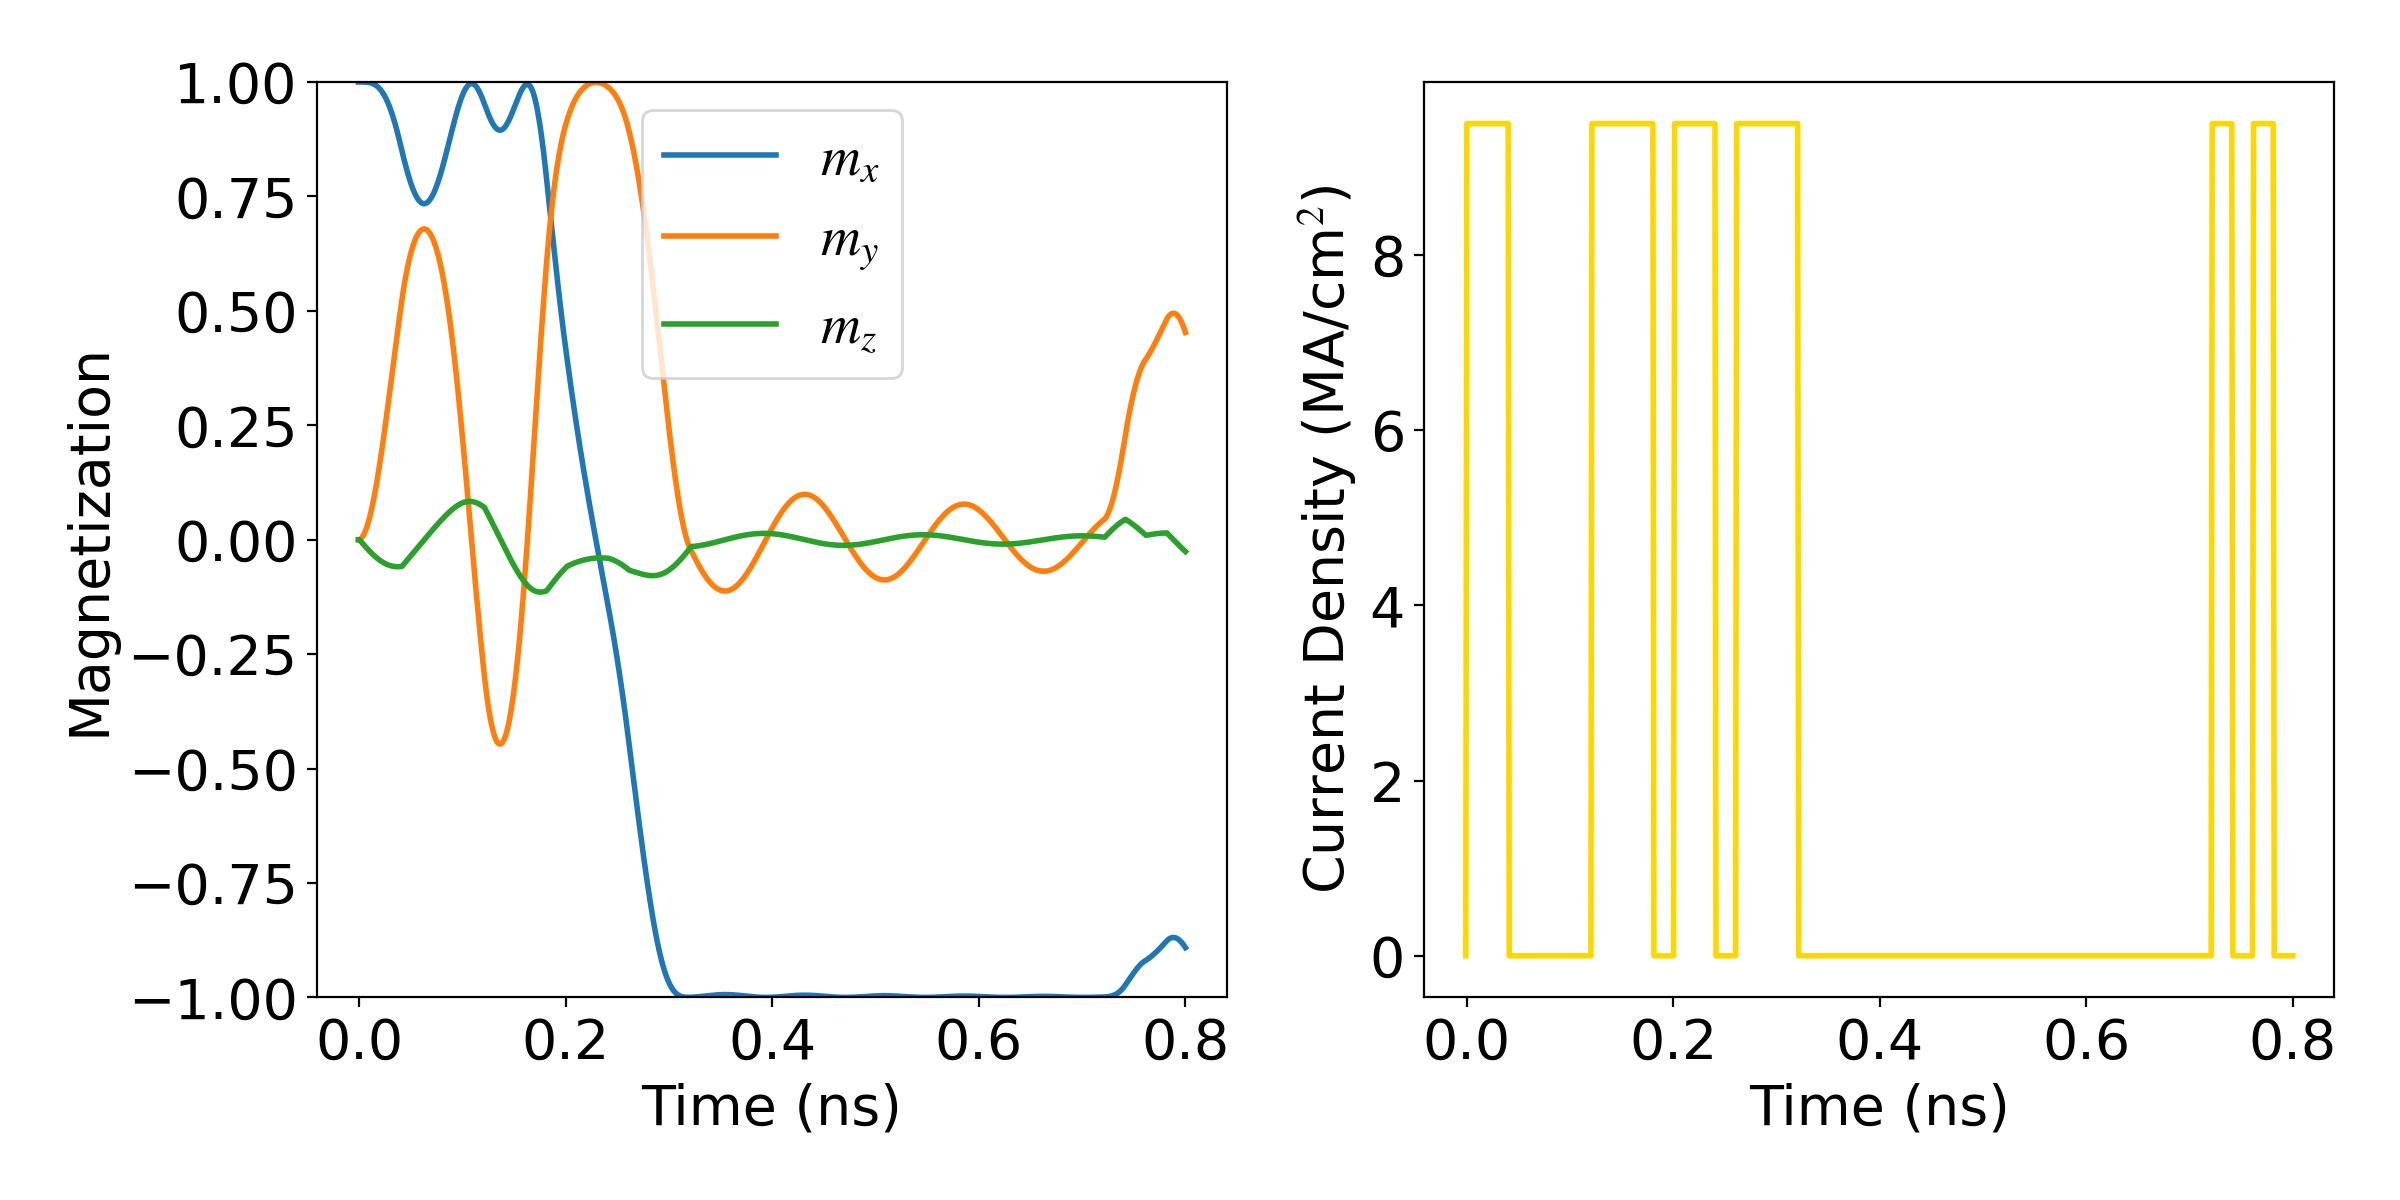 1.00
0.75
0.50
0.25
0.00
−0.25
−0.50
−0.75
−1.00
Magnetization
0.0 0.2 0.4 0.6 0.8
Time (ns)
mₓ
m_y
m_z
8
6
4
2
0
Current Density (MA/cm²)
0.0 0.2 0.4 0.6 0.8
Time (ns)